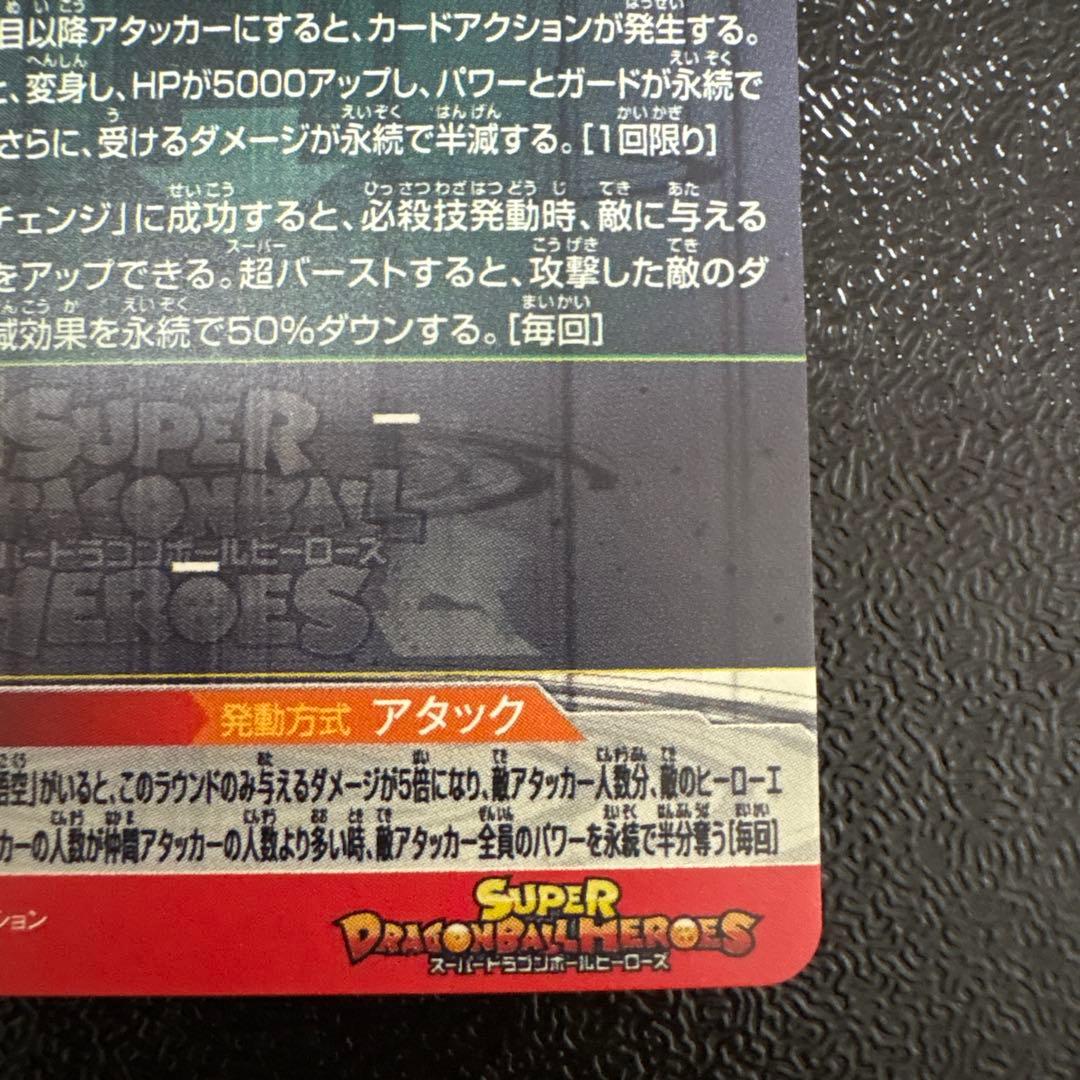 目以降アタッカーにすると、カードアクションが発生する。
、変身し、HPが5000アップし、パワーとガードが永続で
さらに、受けるダメージが永続で半減する。[1回限り]
チェンジ」に成功すると、必殺技発動時、敵に与える
をアップできる。超バーストすると、攻撃した敵のダ
減効果を永続で50%ダウンする。[毎回]
SUPER
DRAGONBALL
ーパードラゴンボールヒーローズ
HEROES
発動方式 アタック
悟空」がいると、このラウンドのみ与えるダメージが5倍になり、敵アタッカー人数分、敵のヒーローエ
カーの人数が仲間アタッカーの人数より多い時、敵アタッカー全員のパワーを永続で半分奪う[毎回]
ション
SUPER
DRAGONBALL HEROES
スーパードラゴンボールヒーローズ